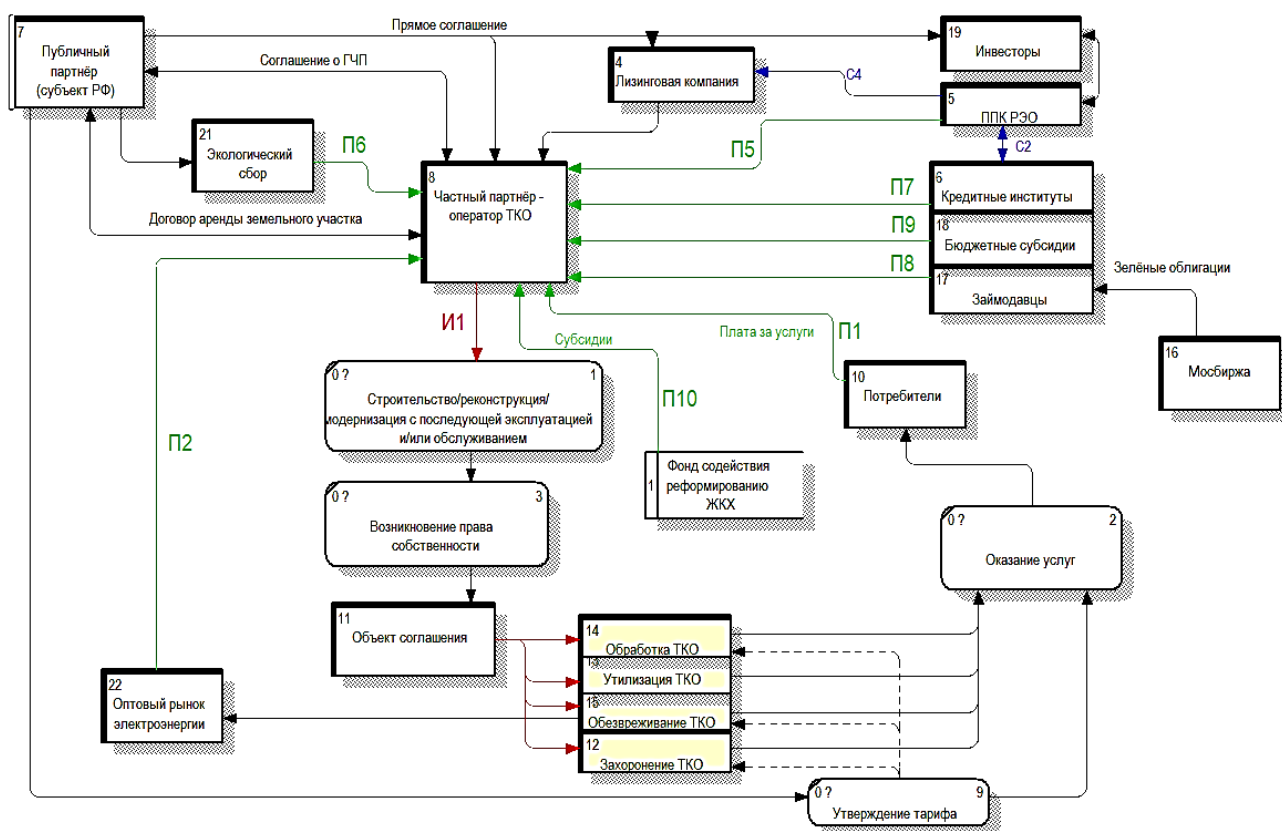 7
Публичный
партнёр
(субъект РФ)
Прямое соглашение
Соглашение о ГЧП
4
Лизинговая компания
С4
19
Инвесторы
5
ППК РЭО
С2
21
Экологический
сбор
П6
П5
8
Частный партнёр -
оператор ТКО
П7
6
Кредитные институты
Договор аренды земельного участка
П9
18
Бюджетные субсидии
П8
17
Займодавцы
Зелёные облигации
И1
Субсидии
Плата за услуги
П1
16
Мосбиржа
0 ?
1
Строительство/реконструкция/
модернизация с последующей эксплуатацией
и/или обслуживанием
П10
10
Потребители
П2
1
Фонд содействия
реформированию
ЖКХ
0 ?
3
Возникновение права
собственности
0 ?
2
Оказание услуг
11
Объект соглашения
14
Обработка ТКО
13
Утилизация ТКО
15
Обезвреживание ТКО
12
Захоронение ТКО
22
Оптовый рынок
электроэнергии
0 ?
9
Утверждение тарифа